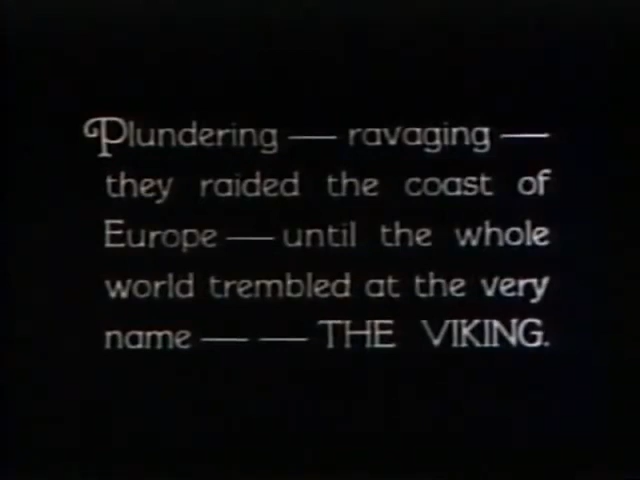 Plundering — ravaging —
they raided the coast of
Europe — until the whole
world trembled at the very
name — — THE VIKING.